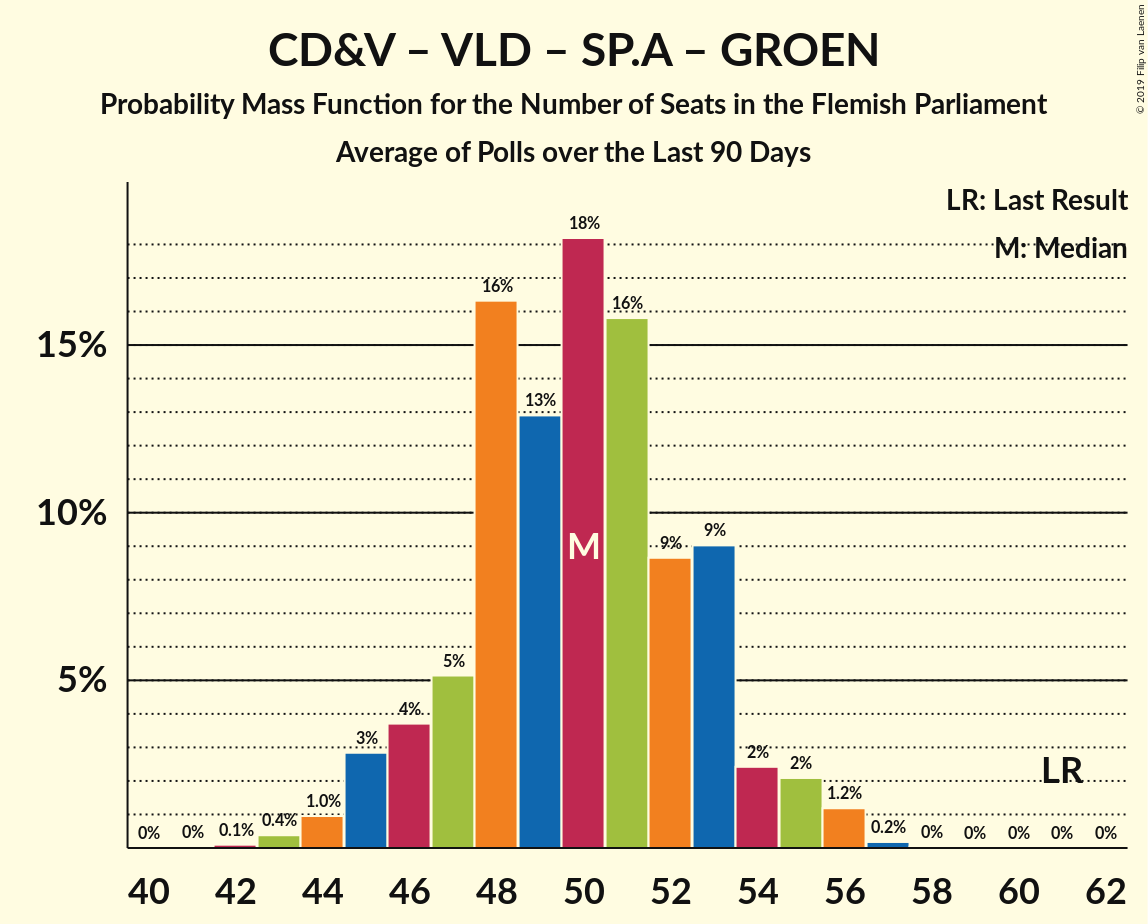 CD&V – VLD – SP.A – GROEN
Probability Mass Function for the Number of Seats in the Flemish Parliament
Average of Polls over the Last 90 Days
© 2019 Filip van Laenen
LR: Last Result
M: Median
15%
10%
5%
0%
0%
0.1%
0.4%
1.0%
3%
4%
5%
16%
13%
18%
16%
9%
9%
2%
2%
1.2%
0.2%
0%
0%
0%
0%
0%
M
LR
40 42 44 46 48 50 52 54 56 58 60 62